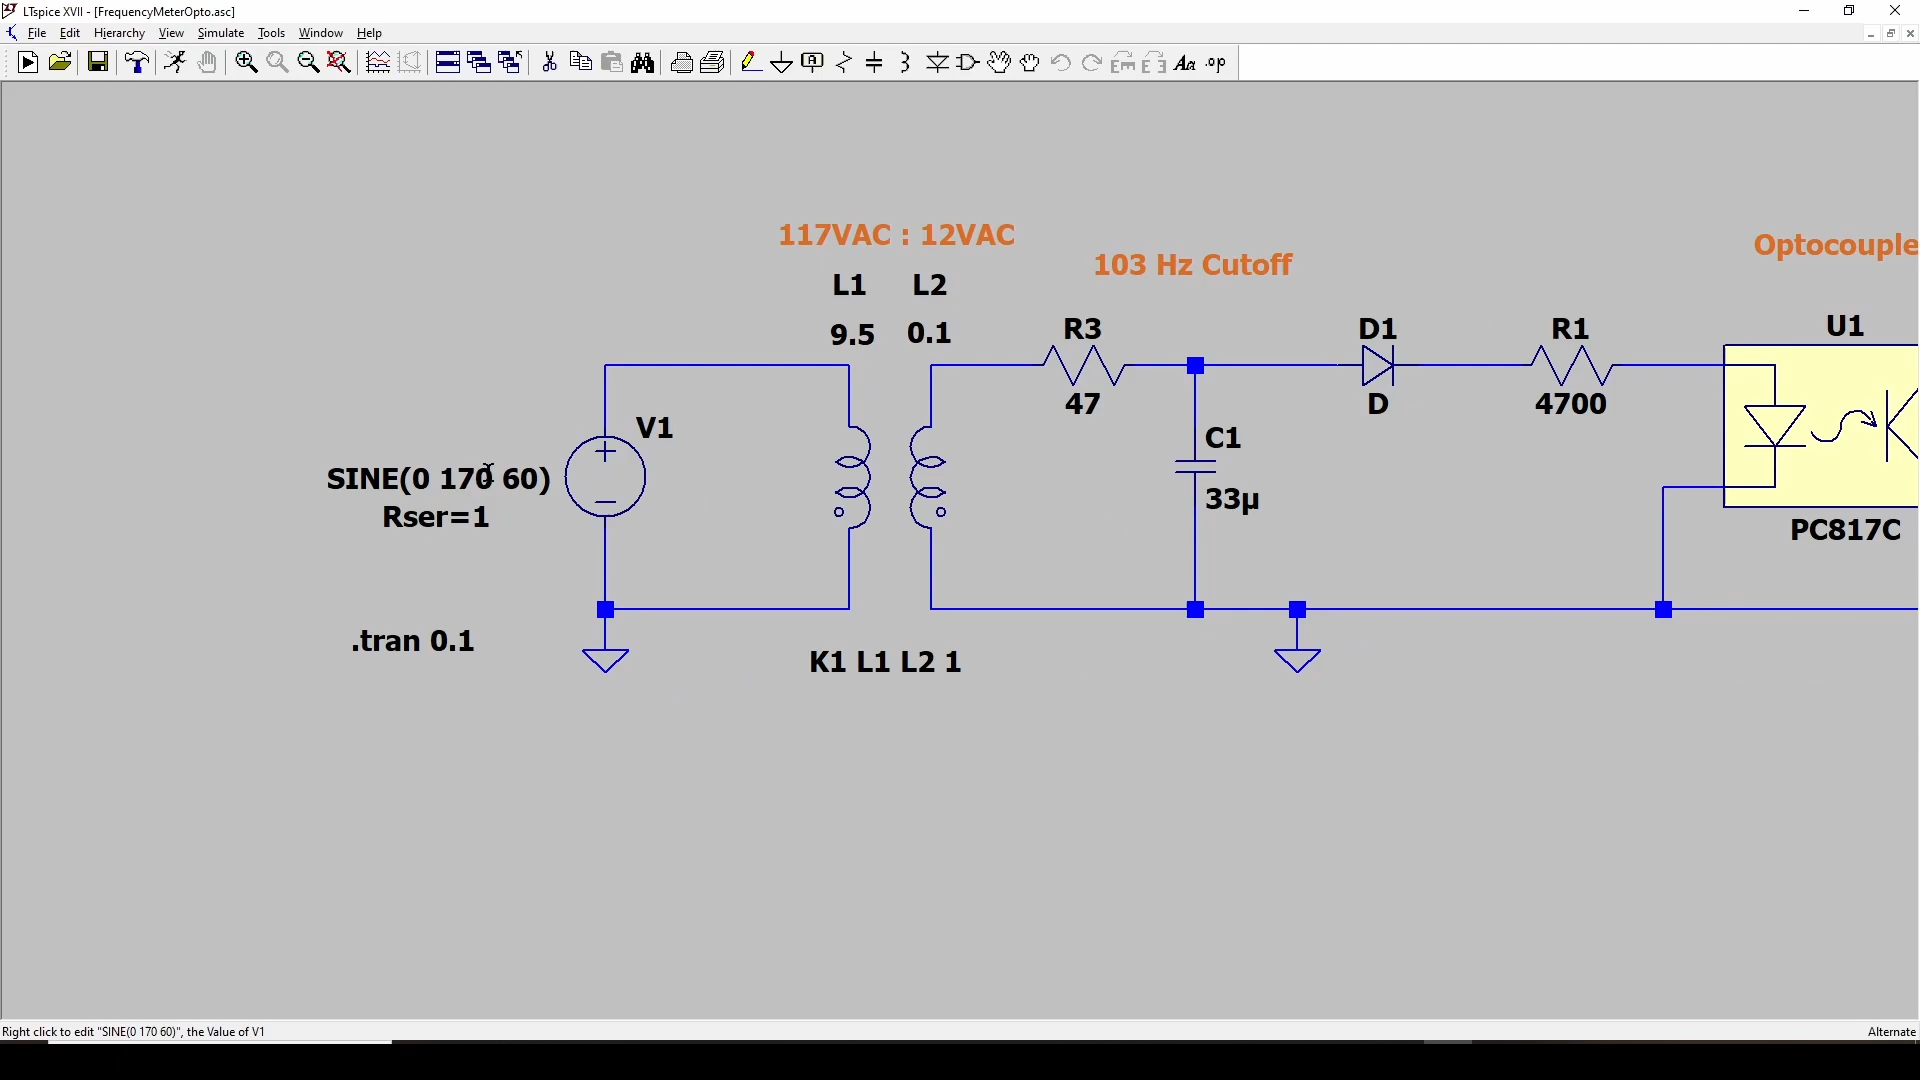 LTspice XVII - [FrequencyMeterOpto.asc]
File Edit Hierarchy View Simulate Tools Window Help
Aa .op
117VAC : 12VAC
103 Hz Cutoff
Optocouple
L1 L2
9.5 0.1
R3
47
D1
D
R1
4700
U1
PC817C
V1
SINE(0 170 60)
Rser=1
C1
33µ
.tran 0.1
K1 L1 L2 1
Right click to edit "SINE(0 170 60)", the Value of V1
Alternate